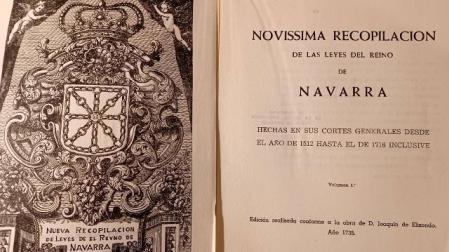 NUEVA RECOPILACION
DE LEYES DE EL REYNO DE
NAVARRA
NOVISSIMA RECOPILACION
DE LAS LEYES DEL REINO
DE
NAVARRA
HECHAS EN SUS CORTES GENERALES DESDE
EL AÑO DE 1512 HASTA EL DE 1716 INCLUSIVE
Volumen 1.º
Edición realizada conforme a la obra de D. Joaquín de Elizondo.
Año 1735.